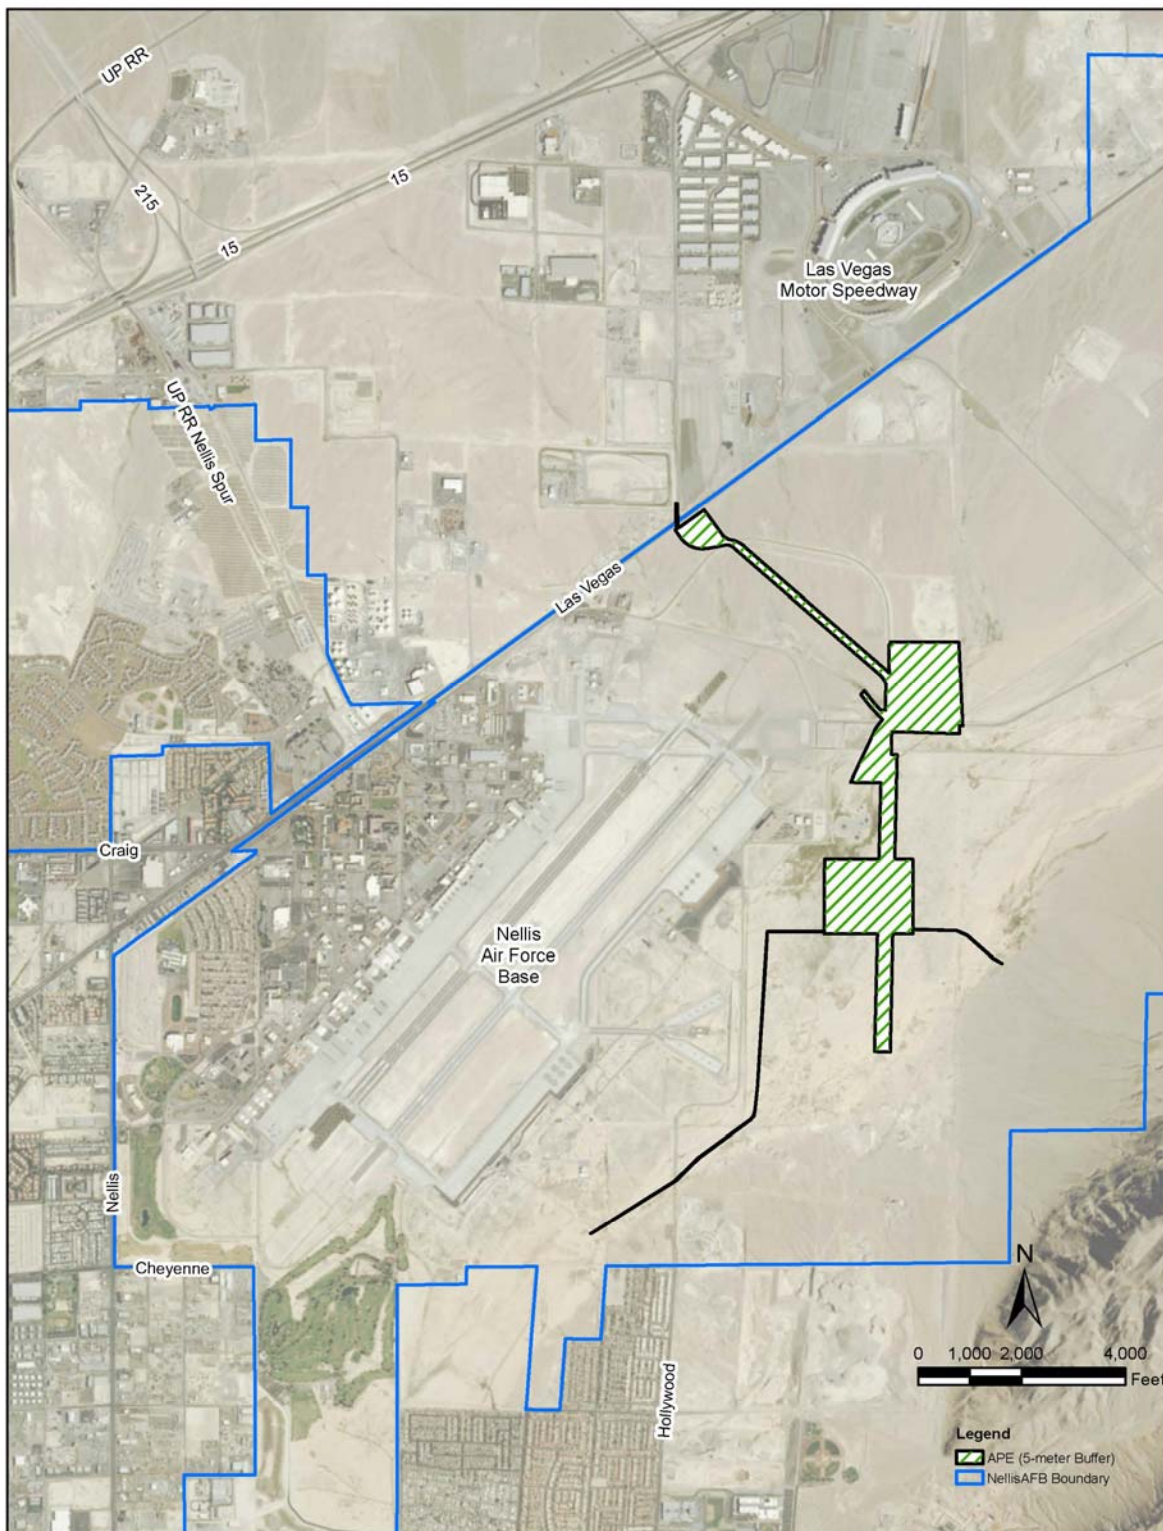 UP RR
215
15
15
Las Vegas
Motor Speedway
UP RR Nellis Spur
Las Vegas
Craig
Nellis
Air Force
Base
Nellis
Cheyenne
Hollywood
N
0 1,000 2,000 4,000
Feet
Legend
APE (5-meter Buffer)
NellisAFB Boundary